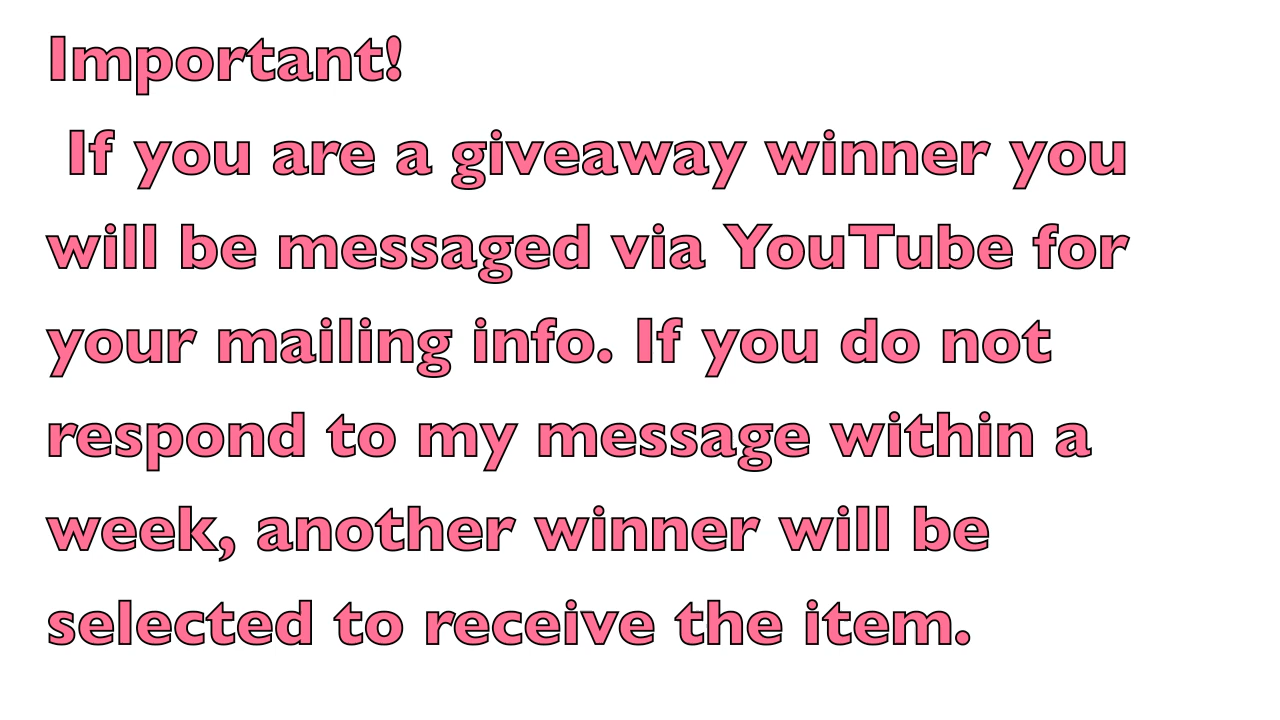 Important!
If you are a giveaway winner you
will be messaged via YouTube for
your mailing info. If you do not
respond to my message within a
week, another winner will be
selected to receive the item.